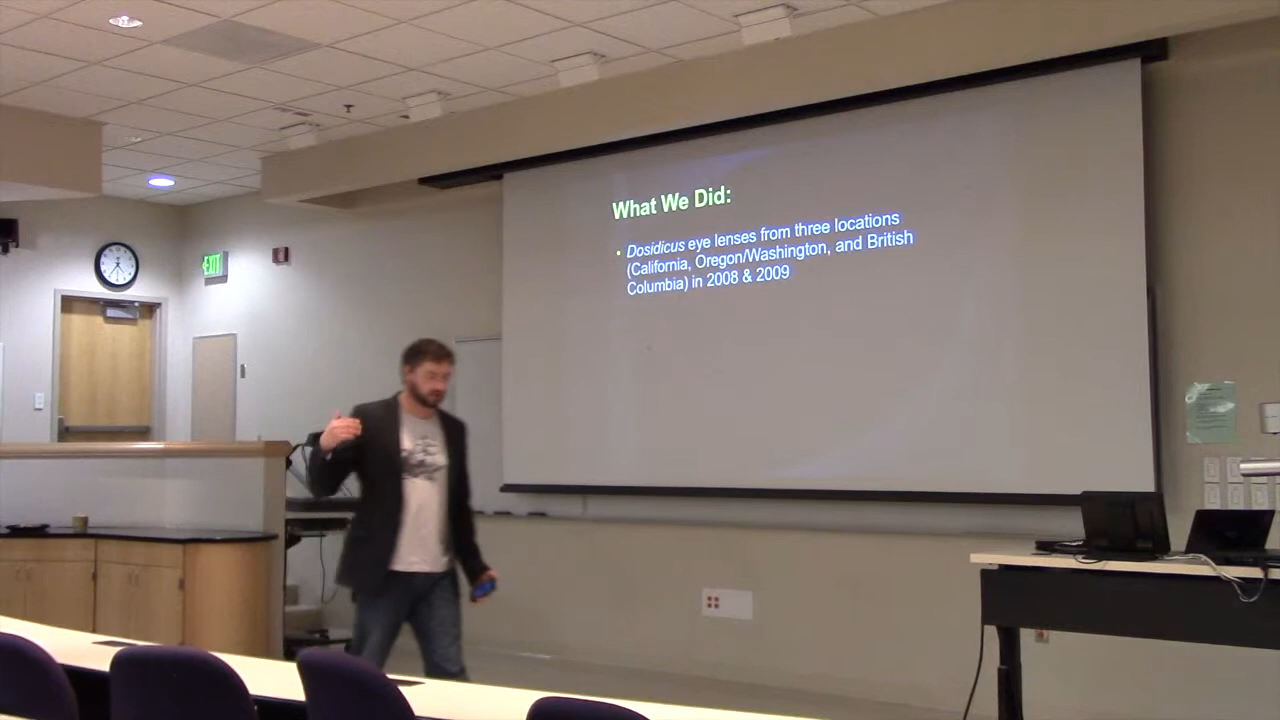 EXIT
What We Did:
• Dosidicus eye lenses from three locations
(California, Oregon/Washington, and British
Columbia) in 2008 & 2009